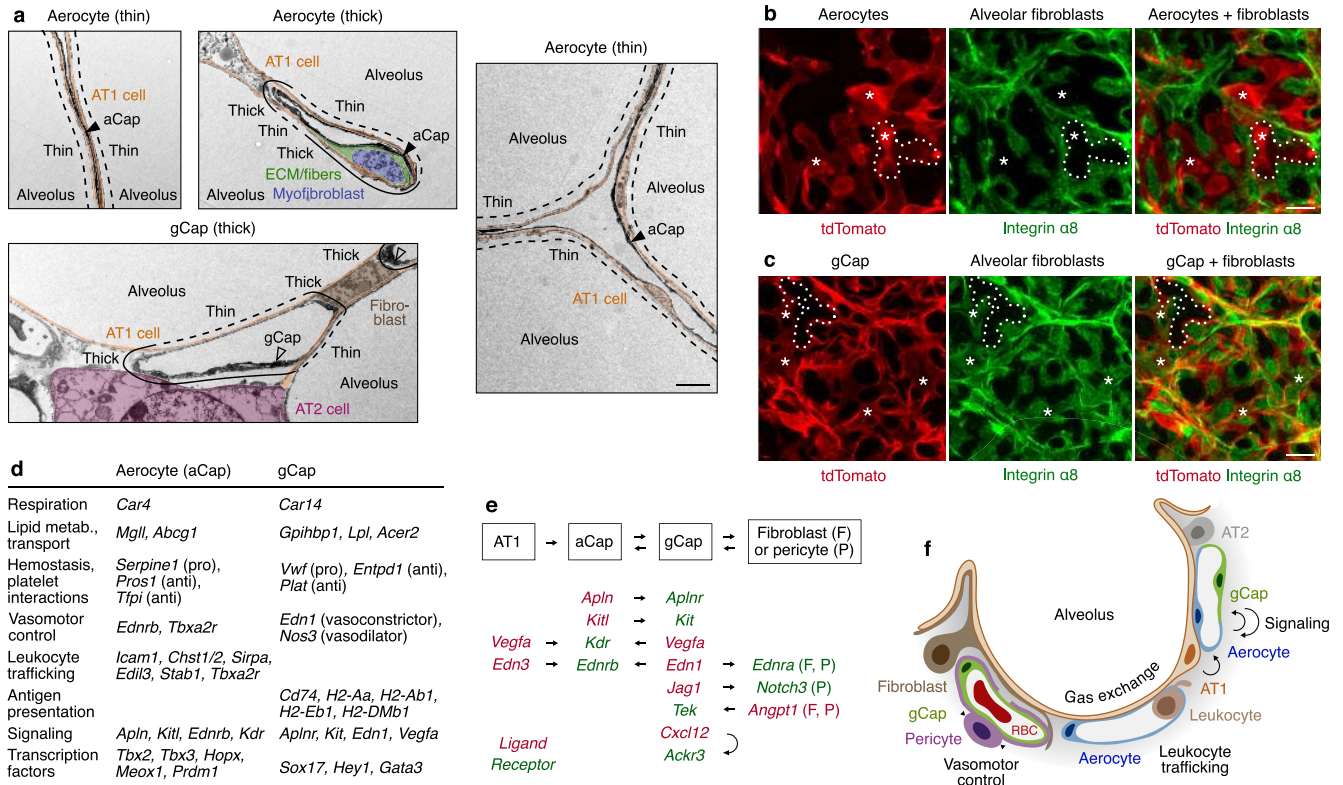 a
Aerocyte (thin)
AT1 cell
aCap
Thin
Thin
Alveolus
Alveolus
Aerocyte (thick)
AT1 cell
Alveolus
Thick
Thin
Thin
aCap
Thick
ECM/fibers
Alveolus
Myofibroblast
Aerocyte (thin)
Alveolus
Alveolus
Thin
aCap
Thin
AT1 cell
Alveolus
gCap (thick)
Thick
Alveolus
Thick
Thin
Fibro-
blast
AT1 cell
gCap
Thick
Thin
Alveolus
AT2 cell
b
Aerocytes
Alveolar fibroblasts
Aerocytes + fibroblasts
*
*
*
*
*
*
*
*
tdTomato
Integrin α8
tdTomato Integrin α8
c
gCap
Alveolar fibroblasts
gCap + fibroblasts
*
*
*
*
*
*
*
*
*
*
*
*
tdTomato
Integrin α8
tdTomato Integrin α8
d
Aerocyte (aCap) gCap
Respiration Car4 Car14
Lipid metab.,
transport
Mgll, Abcg1
Gpihbp1, Lpl, Acer2
Hemostasis,
platelet
interactions
Serpine1 (pro),
Pros1 (anti),
Tfpi (anti)
Vwf (pro), Entpd1 (anti),
Plat (anti)
Vasomotor
control
Ednrb, Tbxa2r
Edn1 (vasoconstrictor),
Nos3 (vasodilator)
Leukocyte
trafficking
Icam1, Chst1/2, Sirpa,
Edil3, Stab1, Tbxa2r
Antigen
presentation
Cd74, H2-Aa, H2-Ab1,
H2-Eb1, H2-DMb1
Signaling Apln, Kitl, Ednrb, Kdr Aplnr, Kit, Edn1, Vegfa
Transcription
factors
Tbx2, Tbx3, Hopx,
Meox1, Prdm1
Sox17, Hey1, Gata3
e
AT1 → aCap ⇄ gCap ⇄ Fibroblast (F)
or pericyte (P)
Apln → Aplnr
Kitl → Kit
Vegfa → Kdr ← Vegfa
Edn3 → Ednrb ← Edn1 → Ednra (F, P)
Jag1 → Notch3 (P)
Tek ← Angpt1 (F, P)
Cxcl12
Ackr3
Ligand
Receptor
f
AT2
gCap
Alveolus
Signaling
Aerocyte
AT1
Gas exchange
Fibroblast
Leukocyte
gCap
RBC
Pericyte
Aerocyte
Vasomotor
control
Leukocyte
trafficking